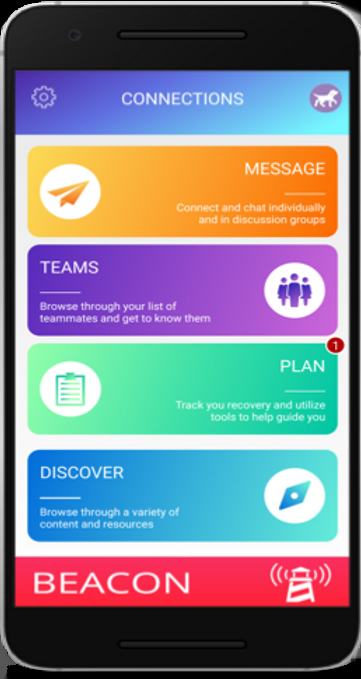 CONNECTIONS
MESSAGE
Connect and chat individually
and in discussion groups
TEAMS
Browse through your list of
teammates and get to know them
1
PLAN
Track you recovery and utilize
tools to help guide you
DISCOVER
Browse through a variety of
content and resources
BEACON